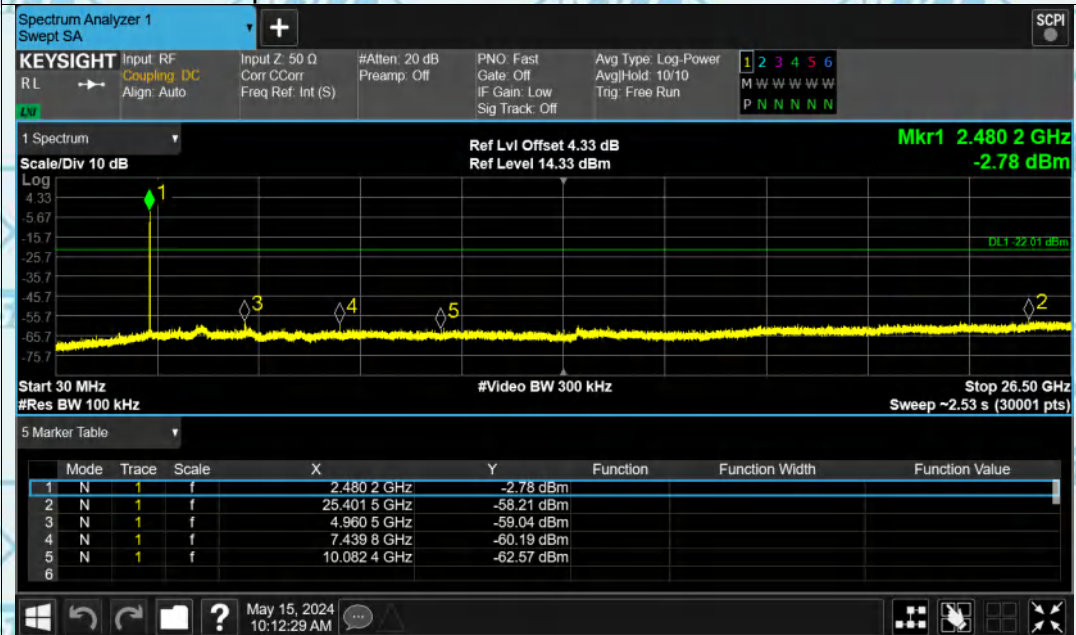 Spectrum Analyzer 1
Swept SA
+
SCPI
KEYSIGHT
RL
LNI
Input: RF
Coupling: DC
Align: Auto
Input Z: 50 Ω
Corr CCorr
Freq Ref: Int (S)
#Atten: 20 dB
Preamp: Off
PNO: Fast
Gate: Off
IF Gain: Low
Sig Track: Off
Avg Type: Log-Power
Avg|Hold: 10/10
Trig: Free Run
1 2 3 4 5 6
M W W W W W
P N N N N N
1 Spectrum
Scale/Div 10 dB
Ref Lvl Offset 4.33 dB
Ref Level 14.33 dBm
Mkr1 2.480 2 GHz
-2.78 dBm
Log
4.33
-5.67
-15.7
-25.7
-35.7
-45.7
-55.7
-65.7
-75.7
1
3
4
5
2
DL1 -22.01 dBm
Start 30 MHz
#Res BW 100 kHz
#Video BW 300 kHz
Stop 26.50 GHz
Sweep ~2.53 s (30001 pts)
5 Marker Table
Mode Trace Scale X Y Function Function Width Function Value
1 N 1 f 2.480 2 GHz -2.78 dBm
2 N 1 f 25.401 5 GHz -58.21 dBm
3 N 1 f 4.960 5 GHz -59.04 dBm
4 N 1 f 7.439 8 GHz -60.19 dBm
5 N 1 f 10.082 4 GHz -62.57 dBm
6
?
May 15, 2024
10:12:29 AM